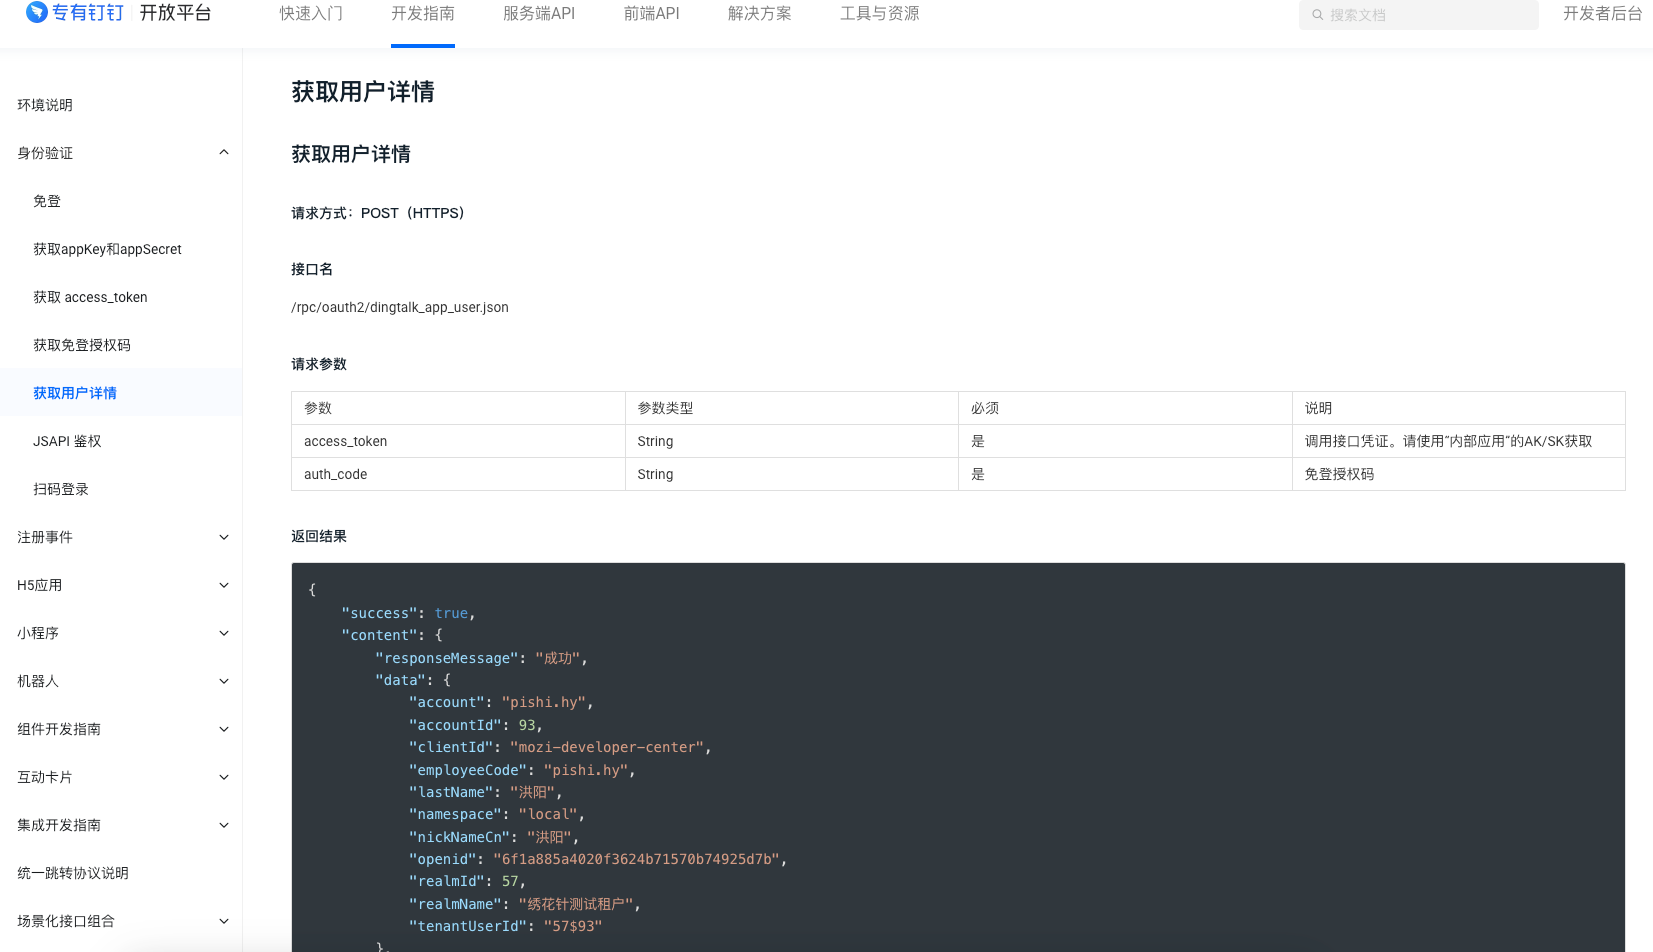 专有钉钉 开放平台 快速入门 开发指南 服务端API 前端API 解决方案 工具与资源 搜索文档 开发者后台
环境说明
身份验证
免登
获取appKey和appSecret
获取 access_token
获取免登授权码
获取用户详情
JSAPI 鉴权
扫码登录
注册事件
H5应用
小程序
机器人
组件开发指南
互动卡片
集成开发指南
统一跳转协议说明
场景化接口组合
获取用户详情
获取用户详情
请求方式：POST（HTTPS）
接口名
/rpc/oauth2/dingtalk_app_user.json
请求参数
参数 参数类型 必须 说明
access_token String 是 调用接口凭证。请使用”内部应用“的AK/SK获取
auth_code String 是 免登授权码
返回结果
{
"success": true,
"content": {
"responseMessage": "成功",
"data": {
"account": "pishi.hy",
"accountId": 93,
"clientId": "mozi-developer-center",
"employeeCode": "pishi.hy",
"lastName": "洪阳",
"namespace": "local",
"nickNameCn": "洪阳",
"openid": "6f1a885a4020f3624b71570b74925d7b",
"realmId": 57,
"realmName": "绣花针测试租户",
"tenantUserId": "57$93"
},